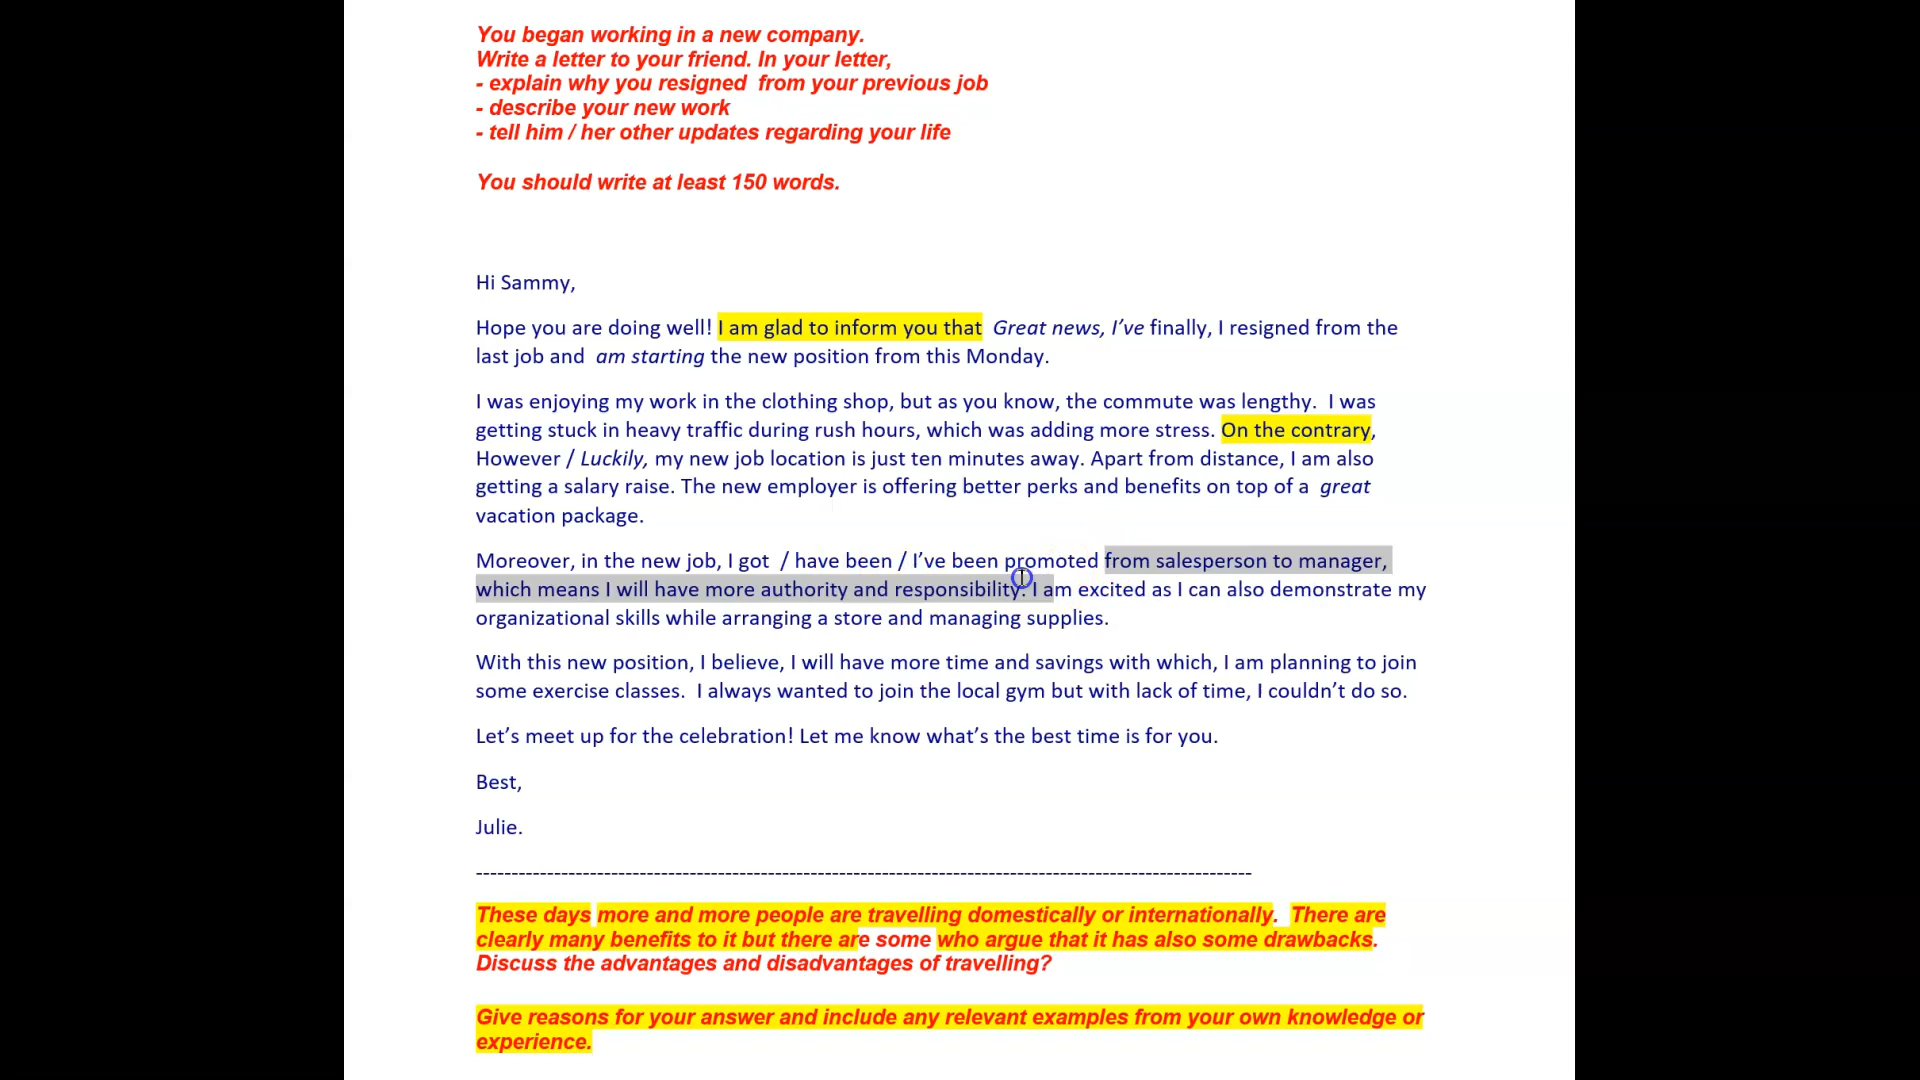 You began working in a new company.
Write a letter to your friend. In your letter,
- explain why you resigned from your previous job
- describe your new work
- tell him / her other updates regarding your life
You should write at least 150 words.
Hi Sammy,
Hope you are doing well! I am glad to inform you that Great news, I’ve finally, I resigned from the
last job and am starting the new position from this Monday.
I was enjoying my work in the clothing shop, but as you know, the commute was lengthy. I was
getting stuck in heavy traffic during rush hours, which was adding more stress. On the contrary,
However / Luckily, my new job location is just ten minutes away. Apart from distance, I am also
getting a salary raise. The new employer is offering better perks and benefits on top of a great
vacation package.
Moreover, in the new job, I got / have been / I’ve been promoted from salesperson to manager,
which means I will have more authority and responsibility. I am excited as I can also demonstrate my
organizational skills while arranging a store and managing supplies.
With this new position, I believe, I will have more time and savings with which, I am planning to join
some exercise classes. I always wanted to join the local gym but with lack of time, I couldn’t do so.
Let’s meet up for the celebration! Let me know what’s the best time is for you.
Best,
Julie.
--------------------------------------------------------------------------------------------------------------
These days more and more people are travelling domestically or internationally. There are
clearly many benefits to it but there are some who argue that it has also some drawbacks.
Discuss the advantages and disadvantages of travelling?
Give reasons for your answer and include any relevant examples from your own knowledge or
experience.